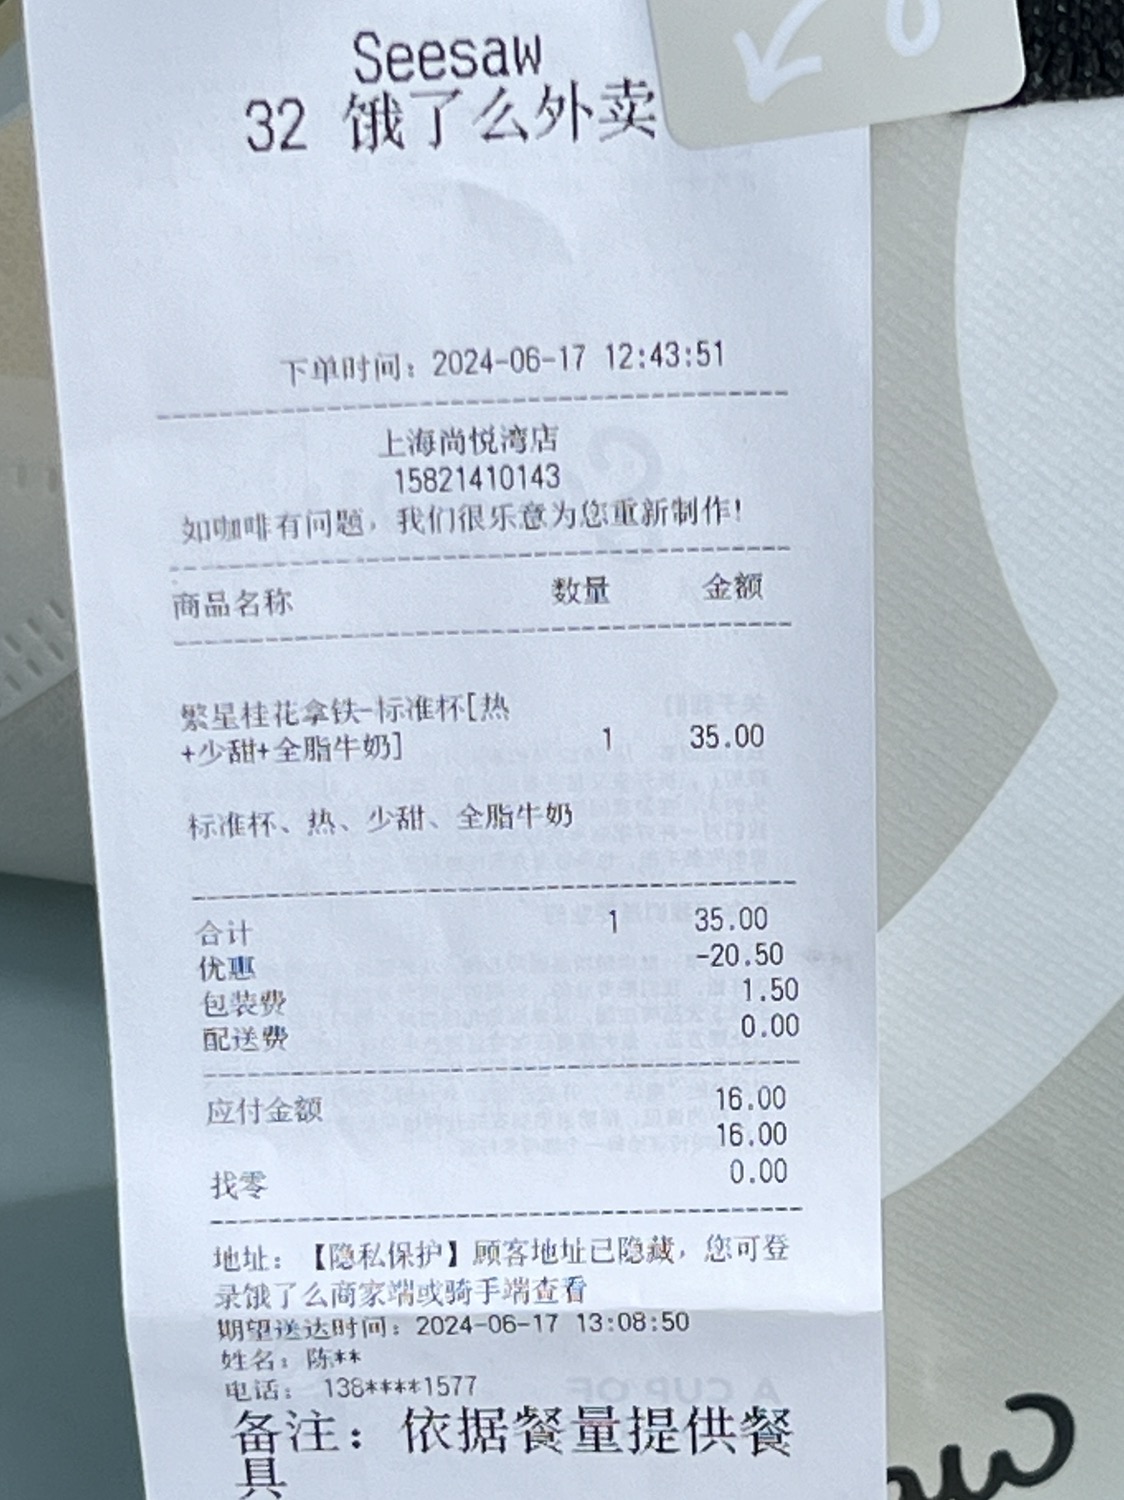 Seesaw
32 饿了么外卖
下单时间：2024-06-17 12:43:51
上海尚悦湾店
15821410143
如咖啡有问题，我们很乐意为您重新制作！
商品名称 数量 金额
繁星桂花拿铁-标准杯[热
+少甜+全脂牛奶] 1 35.00
标准杯、热、少甜、全脂牛奶
合计 1 35.00
优惠 -20.50
包装费 1.50
配送费 0.00
应付金额 16.00
16.00
找零 0.00
地址：【隐私保护】顾客地址已隐藏，您可登
录饿了么商家端或骑手端查看
期望送达时间：2024-06-17 13:08:50
姓名：陈**
电话： 138****1577
备注：依据餐量提供餐
具